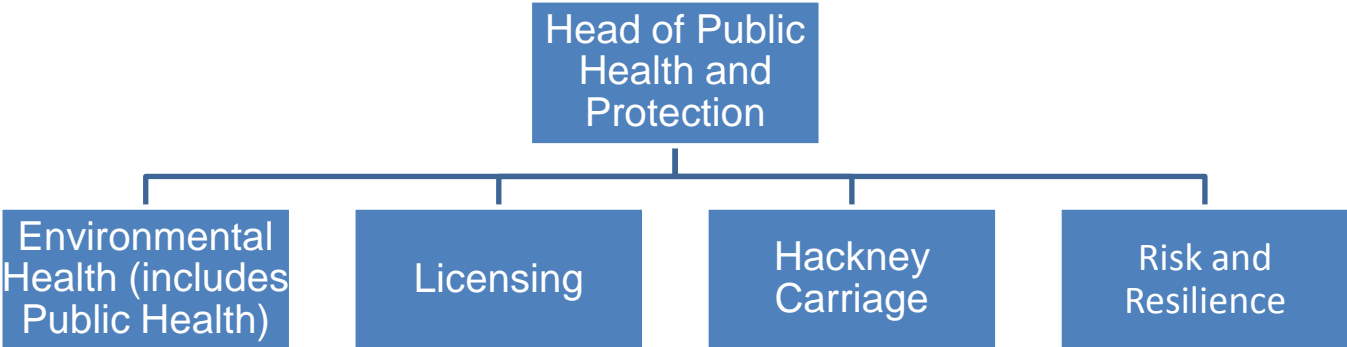 Head of Public
Health and
Protection
Environmental
Health (includes
Public Health)
Licensing
Hackney
Carriage
Risk and
Resilience